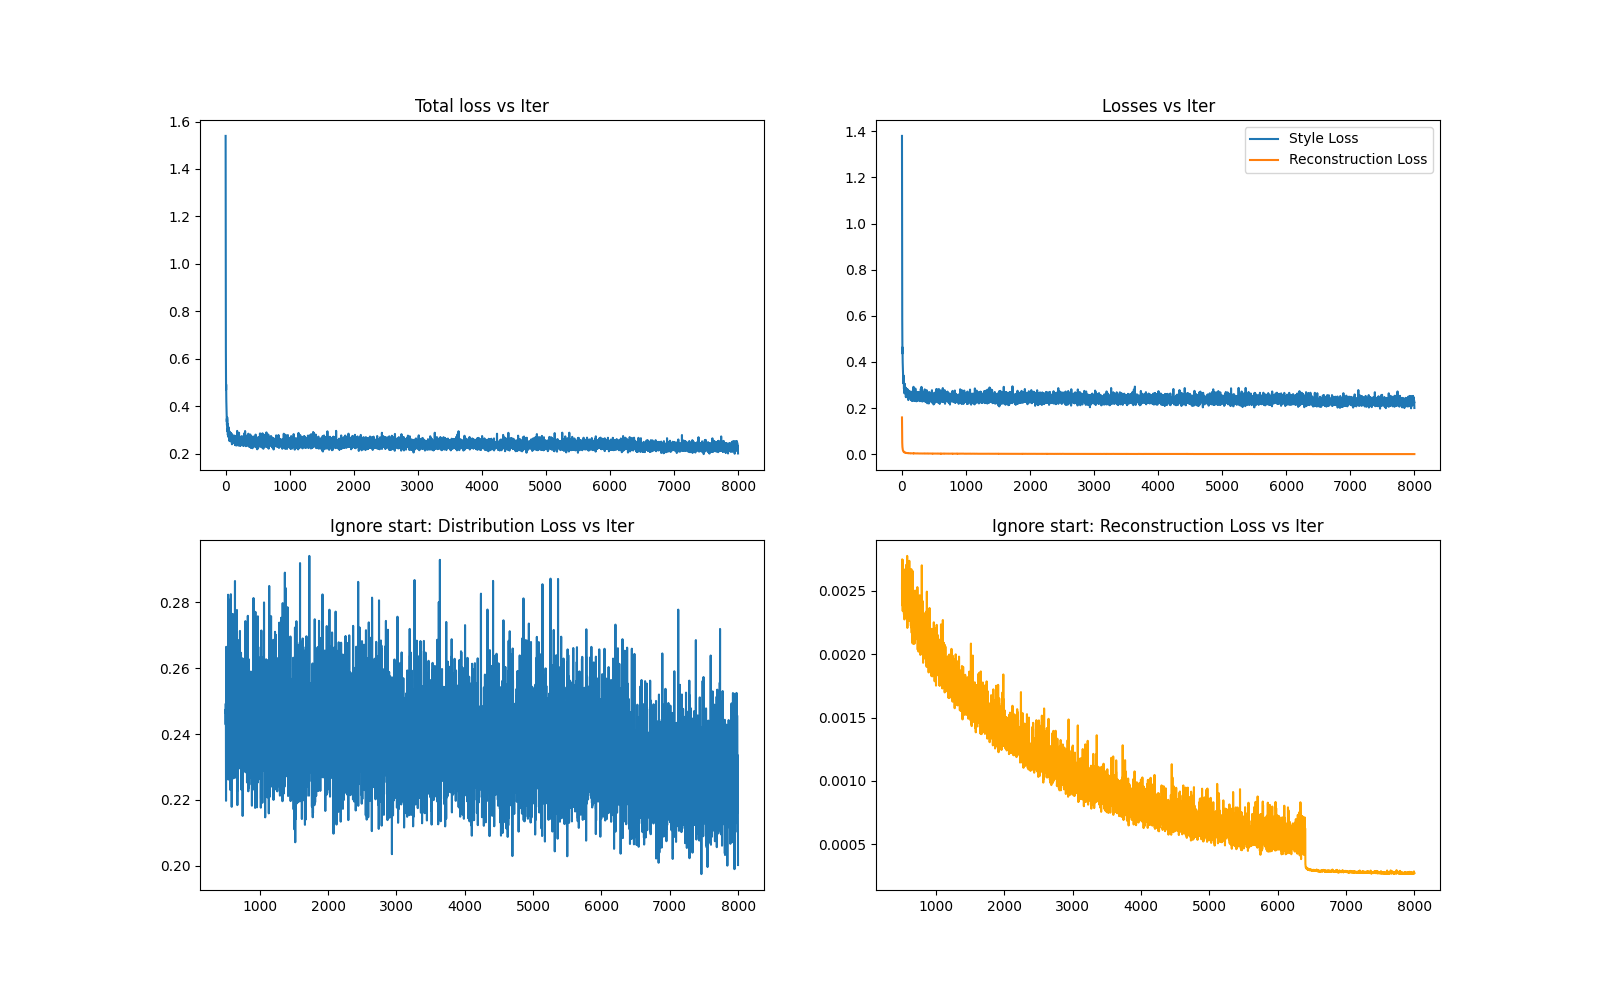 Total loss vs Iter
1.6
1.4
1.2
1.0
0.8
0.6
0.4
0.2
0 1000 2000 3000 4000 5000 6000 7000 8000
Losses vs Iter
Style Loss
Reconstruction Loss
1.4
1.2
1.0
0.8
0.6
0.4
0.2
0.0
0 1000 2000 3000 4000 5000 6000 7000 8000
Ignore start: Distribution Loss vs Iter
0.28
0.26
0.24
0.22
0.20
1000 2000 3000 4000 5000 6000 7000 8000
Ignore start: Reconstruction Loss vs Iter
0.0025
0.0020
0.0015
0.0010
0.0005
1000 2000 3000 4000 5000 6000 7000 8000